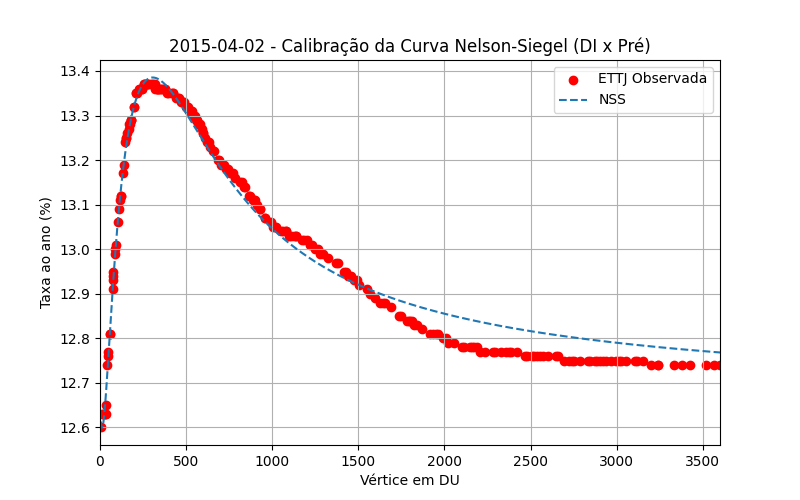 2015-04-02 - Calibração da Curva Nelson-Siegel (DI x Pré)
ETTJ Observada
NSS
Taxa ao ano (%)
13.4
13.3
13.2
13.1
13.0
12.9
12.8
12.7
12.6
0 500 1000 1500 2000 2500 3000 3500
Vértice em DU